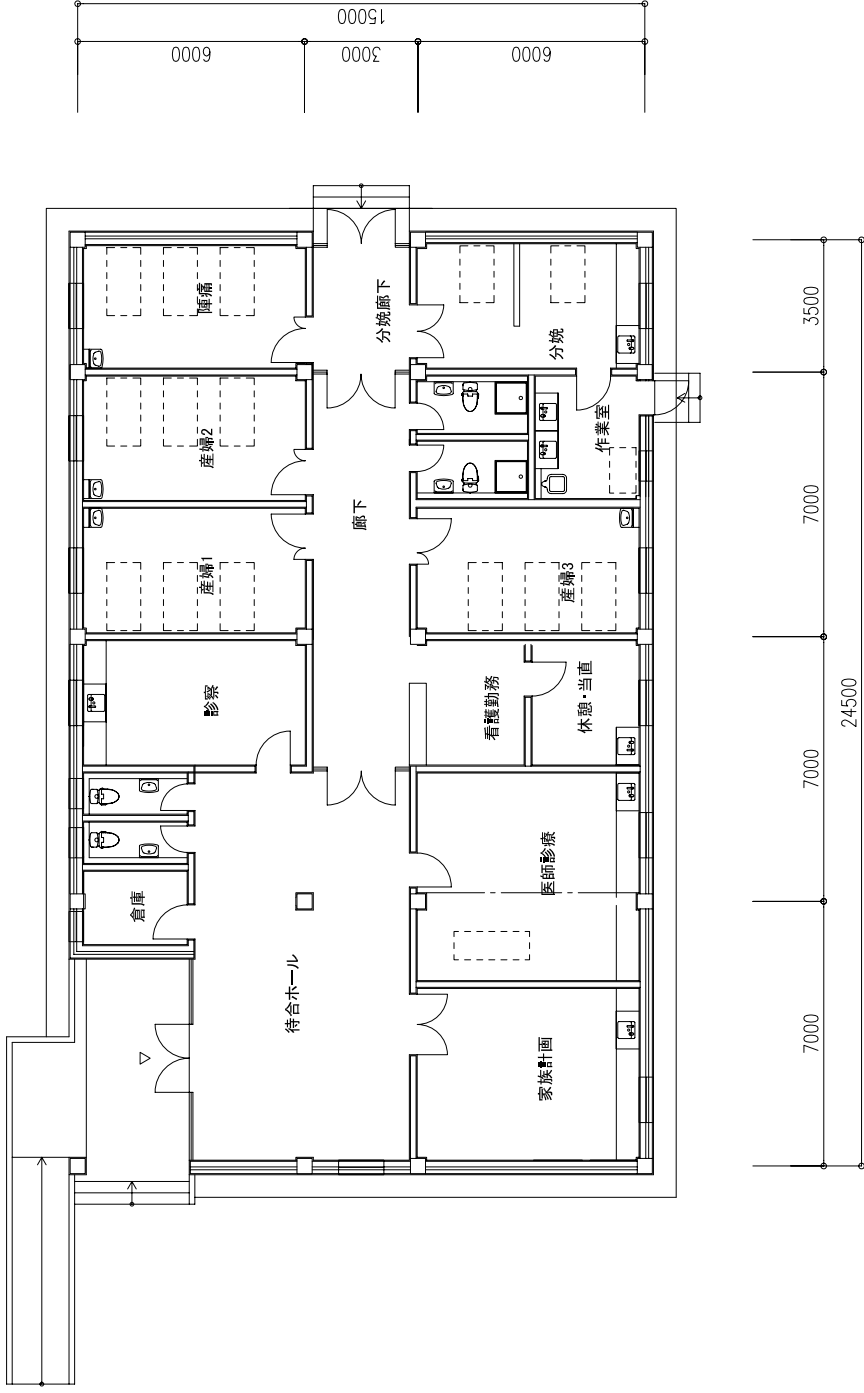 15000
6000
3000
6000
陣痛
分娩廊下
分娩
産婦2
作業室
廊下
産婦1
産婦3
診察
看護勤務
休憩・当直
倉庫
医師診療
待合ホール
家族計画
3500
7000
7000
7000
24500